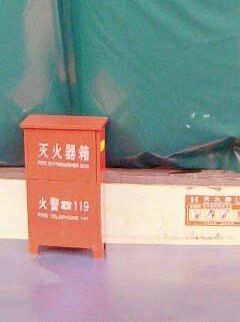 灭火器箱
FIRE EXTINGUISHER BOX
火警☎119
FIRE TELEPHONE 119